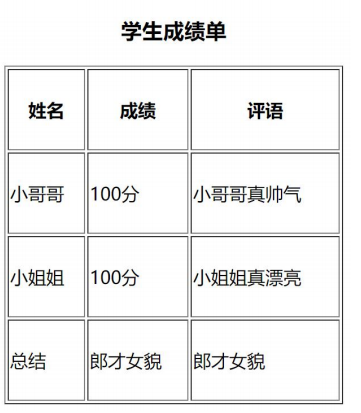 学生成绩单
姓名 成绩 评语
小哥哥 100分 小哥哥真帅气
小姐姐 100分 小姐姐真漂亮
总结 郎才女貌 郎才女貌